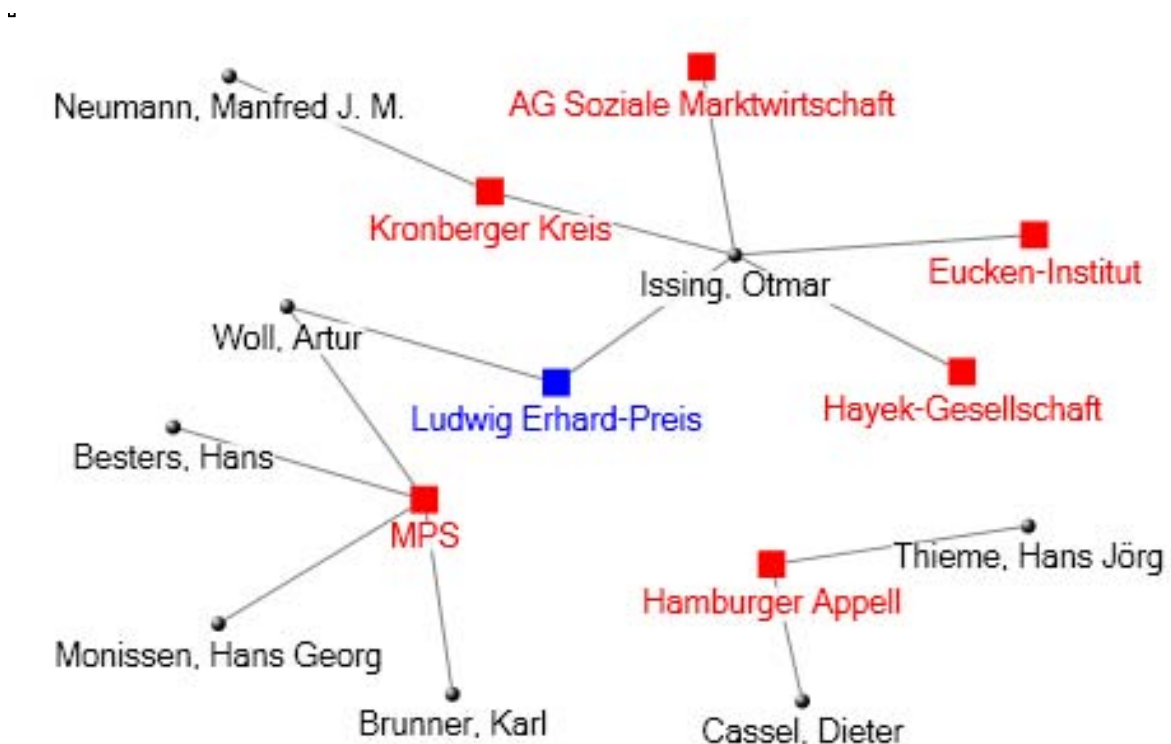 Neumann, Manfred J. M.
AG Soziale Marktwirtschaft
Kronberger Kreis
Eucken-Institut
Issing, Otmar
Woll, Artur
Ludwig Erhard-Preis
Hayek-Gesellschaft
Besters, Hans
MPS
Thieme, Hans Jörg
Hamburger Appell
Monissen, Hans Georg
Brunner, Karl
Cassel, Dieter